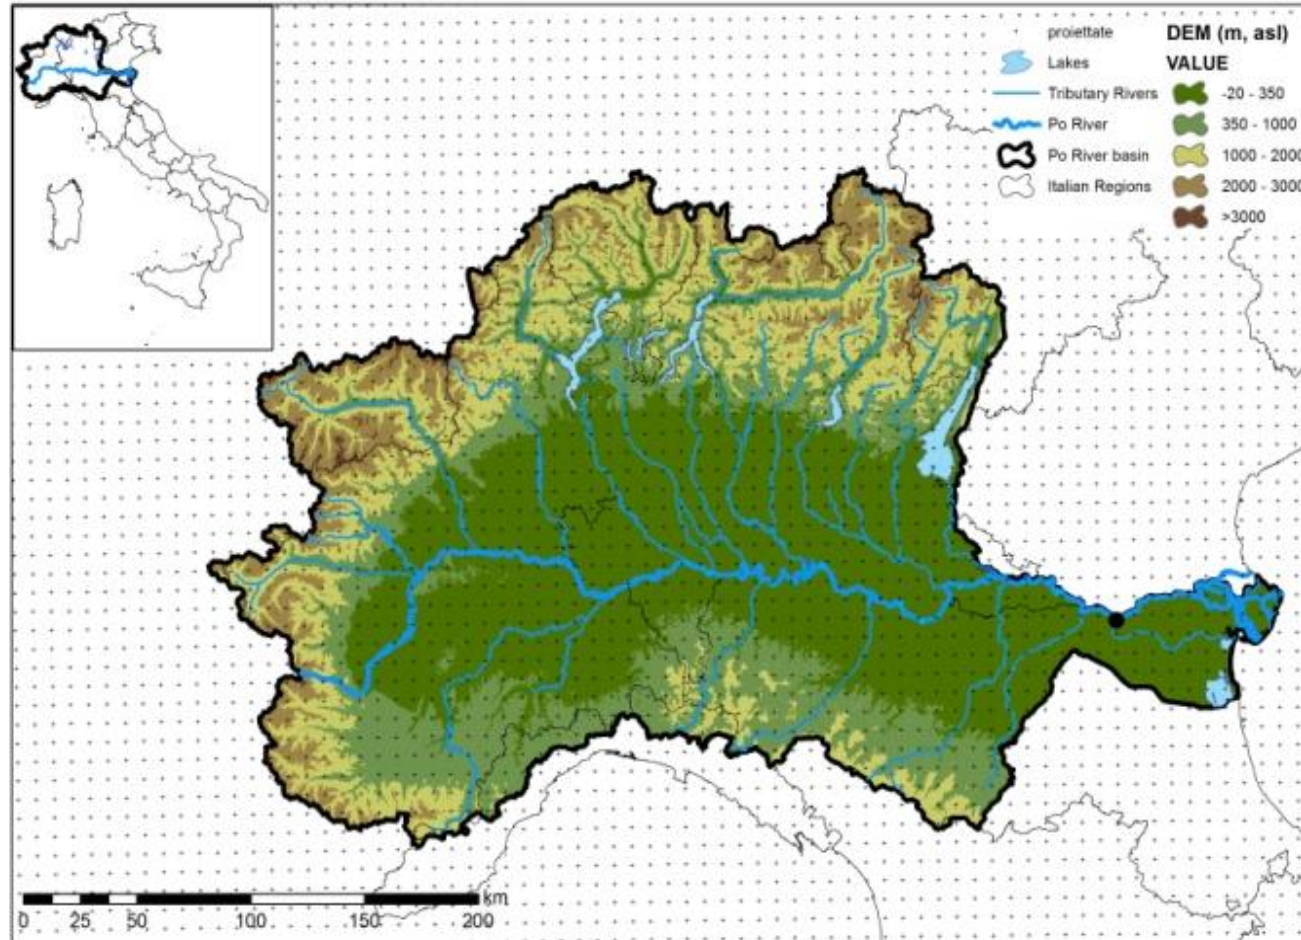 proiettate
Lakes
Tributary Rivers
Po River
Po River basin
Italian Regions
DEM (m, asl)
VALUE
-20 - 350
350 - 1000
1000 - 2000
2000 - 3000
>3000
km
0 25 50 100 150 200